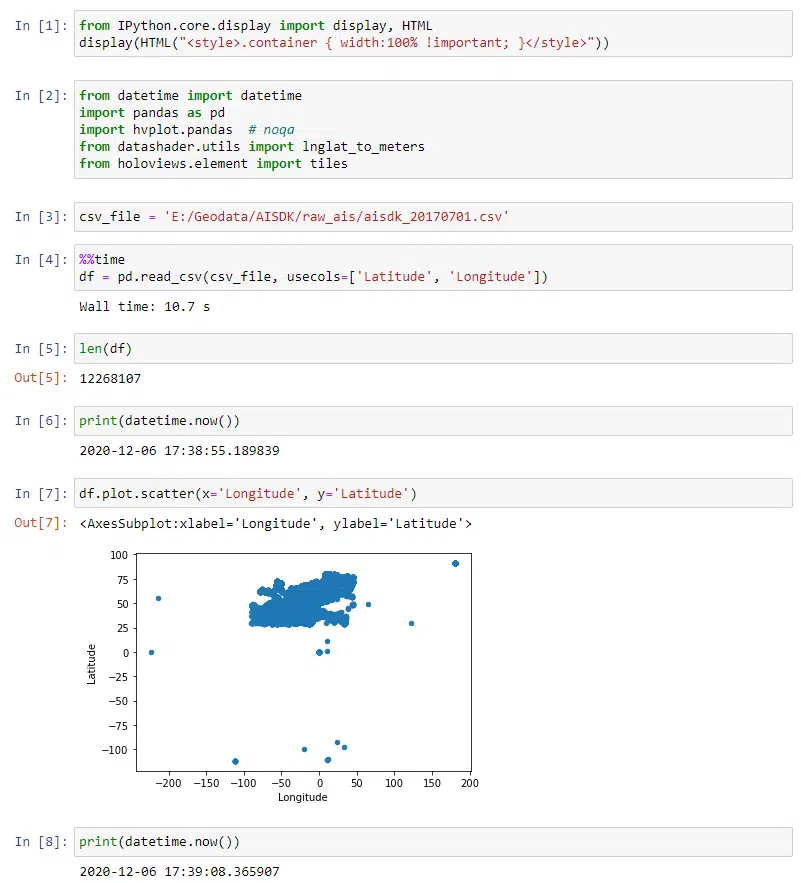 In [1]: from IPython.core.display import display, HTML
display(HTML("<style>.container { width:100% !important; }</style>"))
In [2]: from datetime import datetime
import pandas as pd
import hvplot.pandas  # noqa
from datashader.utils import lnglat_to_meters
from holoviews.element import tiles
In [3]: csv_file = 'E:/Geodata/AISDK/raw_ais/aisdk_20170701.csv'
In [4]: %%time
df = pd.read_csv(csv_file, usecols=['Latitude', 'Longitude'])
Wall time: 10.7 s
In [5]: len(df)
Out[5]: 12268107
In [6]: print(datetime.now())
2020-12-06 17:38:55.189839
In [7]: df.plot.scatter(x='Longitude', y='Latitude')
Out[7]: <AxesSubplot:xlabel='Longitude', ylabel='Latitude'>
100
75
50
25
0
−25
−50
−75
−100
Latitude
−200 −150 −100 −50 0 50 100 150 200
Longitude
In [8]: print(datetime.now())
2020-12-06 17:39:08.365907